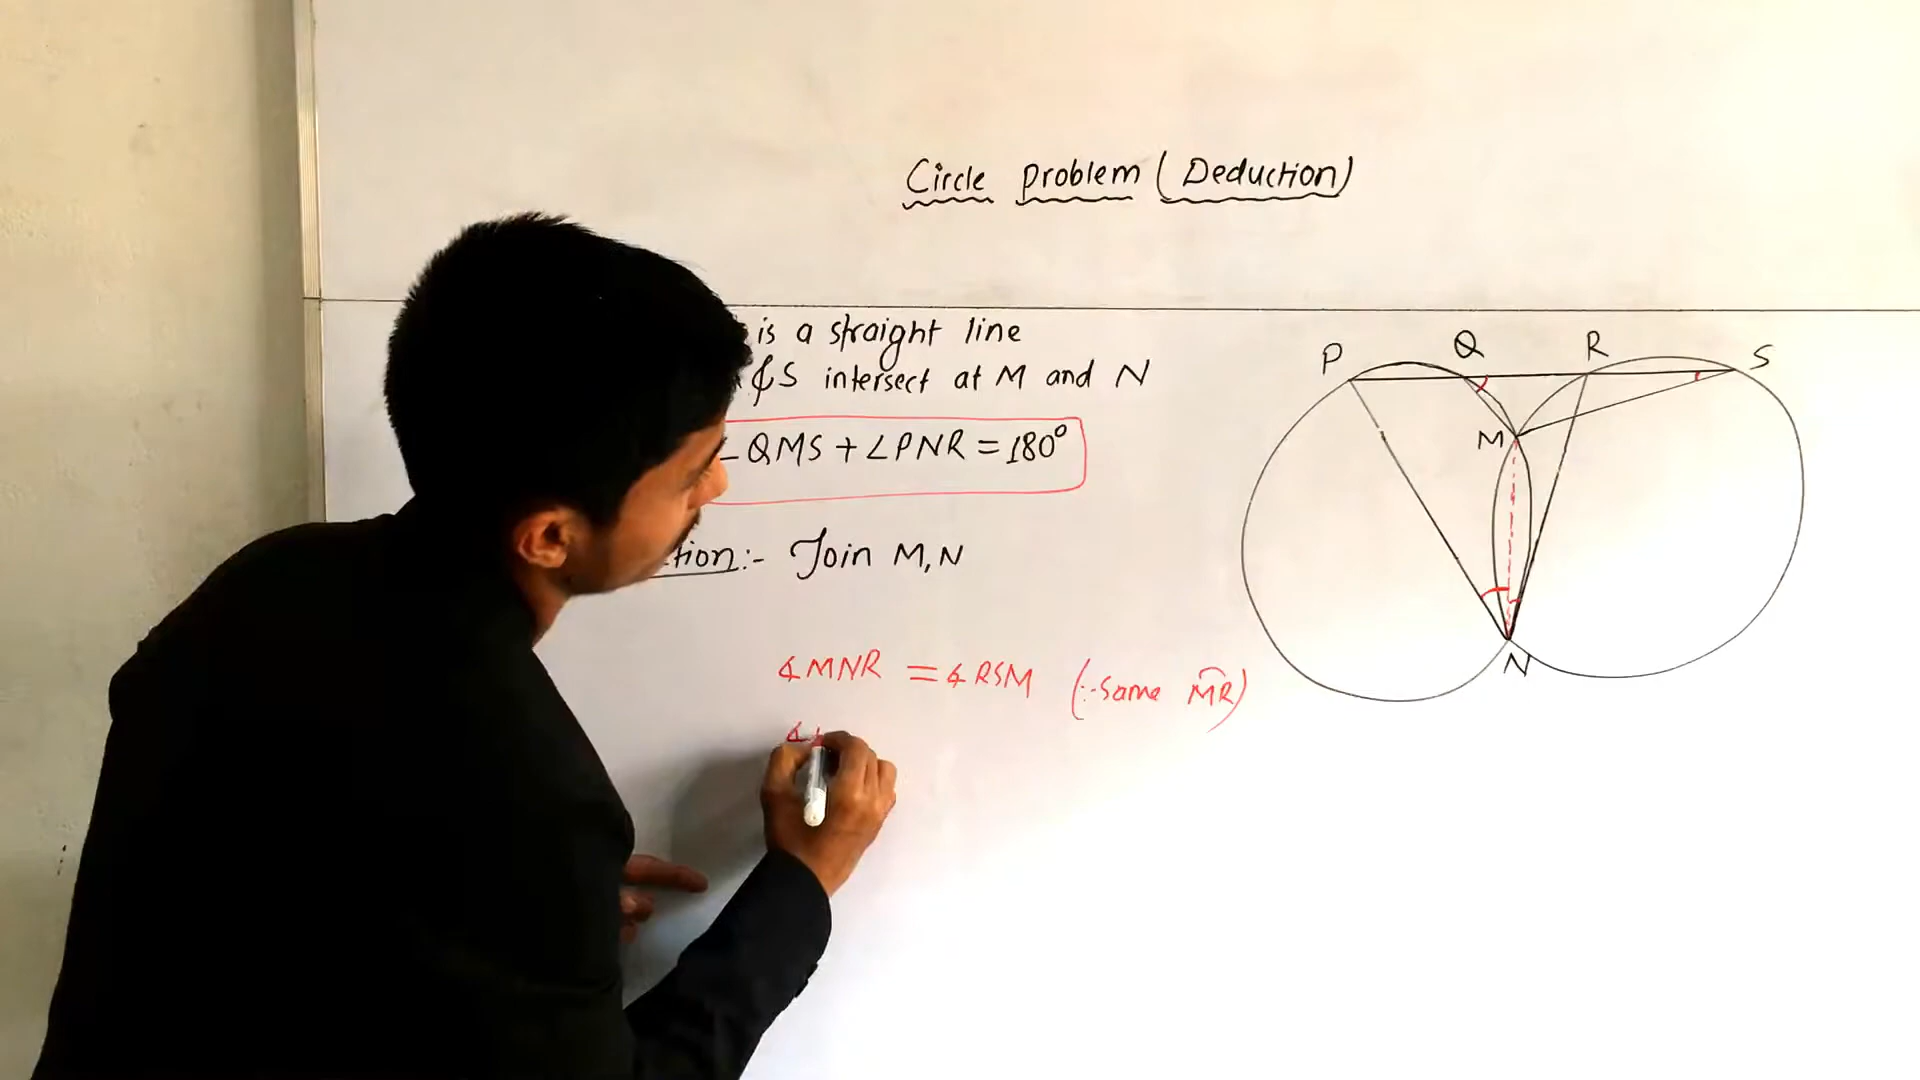 Circle problem (Deduction)
is a straight line
S intersect at M and N
QMS + ∠PNR = 180°
tion:- Join M,N
∡MNR = ∡RSM (∵ same MR)
∡
P Q R S
M
N